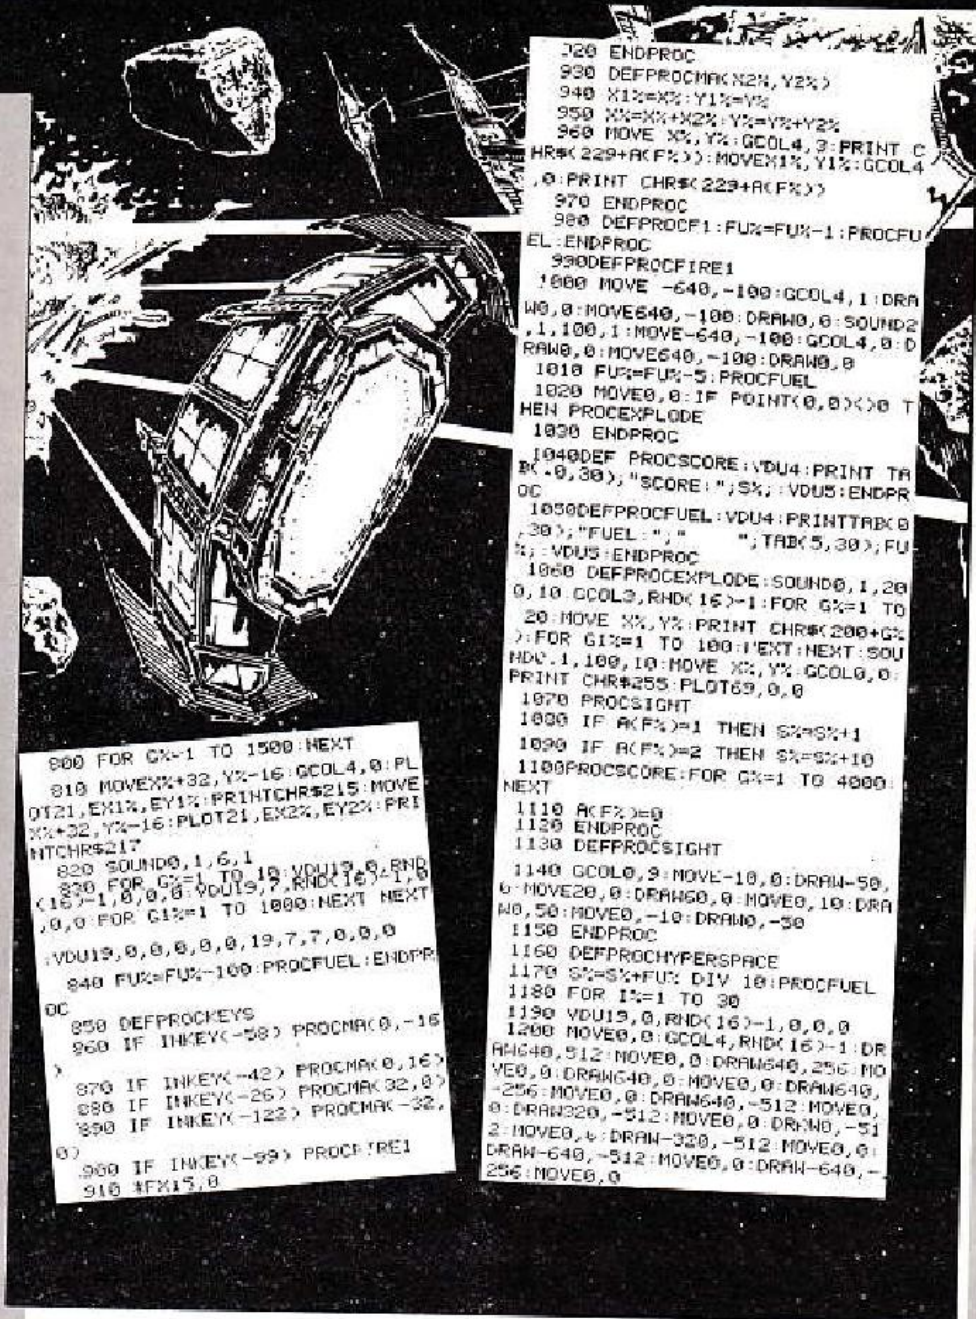 800 FOR G%=1 TO 1500:NEXT
810 MOVEX%+32,Y%-16:GCOL4,0:PL
OT21,EX1%,EY1%:PRINTCHR$215:MOVE
X%+32,Y%-16:PLOT21,EX2%,EY2%:PRI
NTCHR$217
820 SOUND0,1,6,1
830 FOR G%=1 TO 10:VDU19,0,RND
(16)-1,0,0,0:VDU19,7,RND(16)-1,0
,0,0:FOR G1%=1 TO 1000:NEXT NEXT
:VDU19,0,0,0,0,0,19,7,7,0,0,0
840 FU%=FU%-100:PROCFUEL:ENDPR
OC
850 DEFPROCKEYS
860 IF INKEY(-58) PROCMA(0,-16
)
870 IF INKEY(-42) PROCMA(0,16)
880 IF INKEY(-26) PROCMA(32,0)
890 IF INKEY(-122) PROCMA(-32,
0)
900 IF INKEY(-99) PROCFIRE1
910 *FX15,0
920 ENDPROC
930 DEFPROCMA(X2%,Y2%)
940 X1%=X%:Y1%=Y%
950 X%=X%+X2%:Y%=Y%+Y2%
960 MOVE X%,Y%:GCOL4,3:PRINT C
HR$(229+A(F%)):MOVEX1%,Y1%:GCOL4
,0:PRINT CHR$(229+A(F%))
970 ENDPROC
980 DEFPROCF1:FU%=FU%-1:PROCFU
EL:ENDPROC
990DEFPROCFIRE1
1000 MOVE -640,-100:GCOL4,1:DRA
W0,0:MOVE640,-100:DRAW0,0:SOUND2
,1,100,1:MOVE-640,-100:GCOL4,0:D
RAW0,0:MOVE640,-100:DRAW0,0
1010 FU%=FU%-5:PROCFUEL
1020 MOVE0,0:IF POINT(0,0)<>0 T
HEN PROCEXPLODE
1030 ENDPROC
1040DEF PROCSCORE:VDU4:PRINT TA
B( 0,30);"SCORE:";S%;:VDU5:ENDPR
OC
1050DEFPROCFUEL:VDU4:PRINTTAB(0
,30);"FUEL:";"     ";TAB(5,30);FU
%;:VDU5:ENDPROC
1060 DEFPROCEXPLODE:SOUND0,1,20
0,10:GCOL3,RND(16)-1:FOR G%=1 TO
20:MOVE X%,Y%:PRINT CHR$(200+G%
):FOR G1%=1 TO 100:NEXT:NEXT:SOU
ND0,1,100,10:MOVE X%,Y%:GCOL0,0:
PRINT CHR$255:PLOT69,0,0
1070 PROCSIGHT
1080 IF A(F%)=1 THEN S%=S%+1
1090 IF A(F%)=2 THEN S%=S%+10
1100PROCSCORE:FOR G%=1 TO 4000:
NEXT
1110 A(F%)=0
1120 ENDPROC
1130 DEFPROCSIGHT
1140 GCOL0,9:MOVE-10,0:DRAW-50,
0:MOVE20,0:DRAW60,0:MOVE0,10:DRA
W0,50:MOVE0,-10:DRAW0,-50
1150 ENDPROC
1160 DEFPROCHYPERSPACE
1170 S%=S%+FU% DIV 10:PROCFUEL
1180 FOR I%=1 TO 30
1190 VDU19,0,RND(16)-1,0,0,0
1200 MOVE0,0:GCOL4,RND(16)-1:DR
AW640,512:MOVE0,0:DRAW640,256:MO
VE0,0:DRAW640,0:MOVE0,0:DRAW640,
-256:MOVE0,0:DRAW640,-512:MOVE0,
0:DRAW320,-512:MOVE0,0:DRAW0,-51
2:MOVE0,0:DRAW-320,-512:MOVE0,0:
DRAW-640,-512:MOVE0,0:DRAW-640,-
256:MOVE0,0